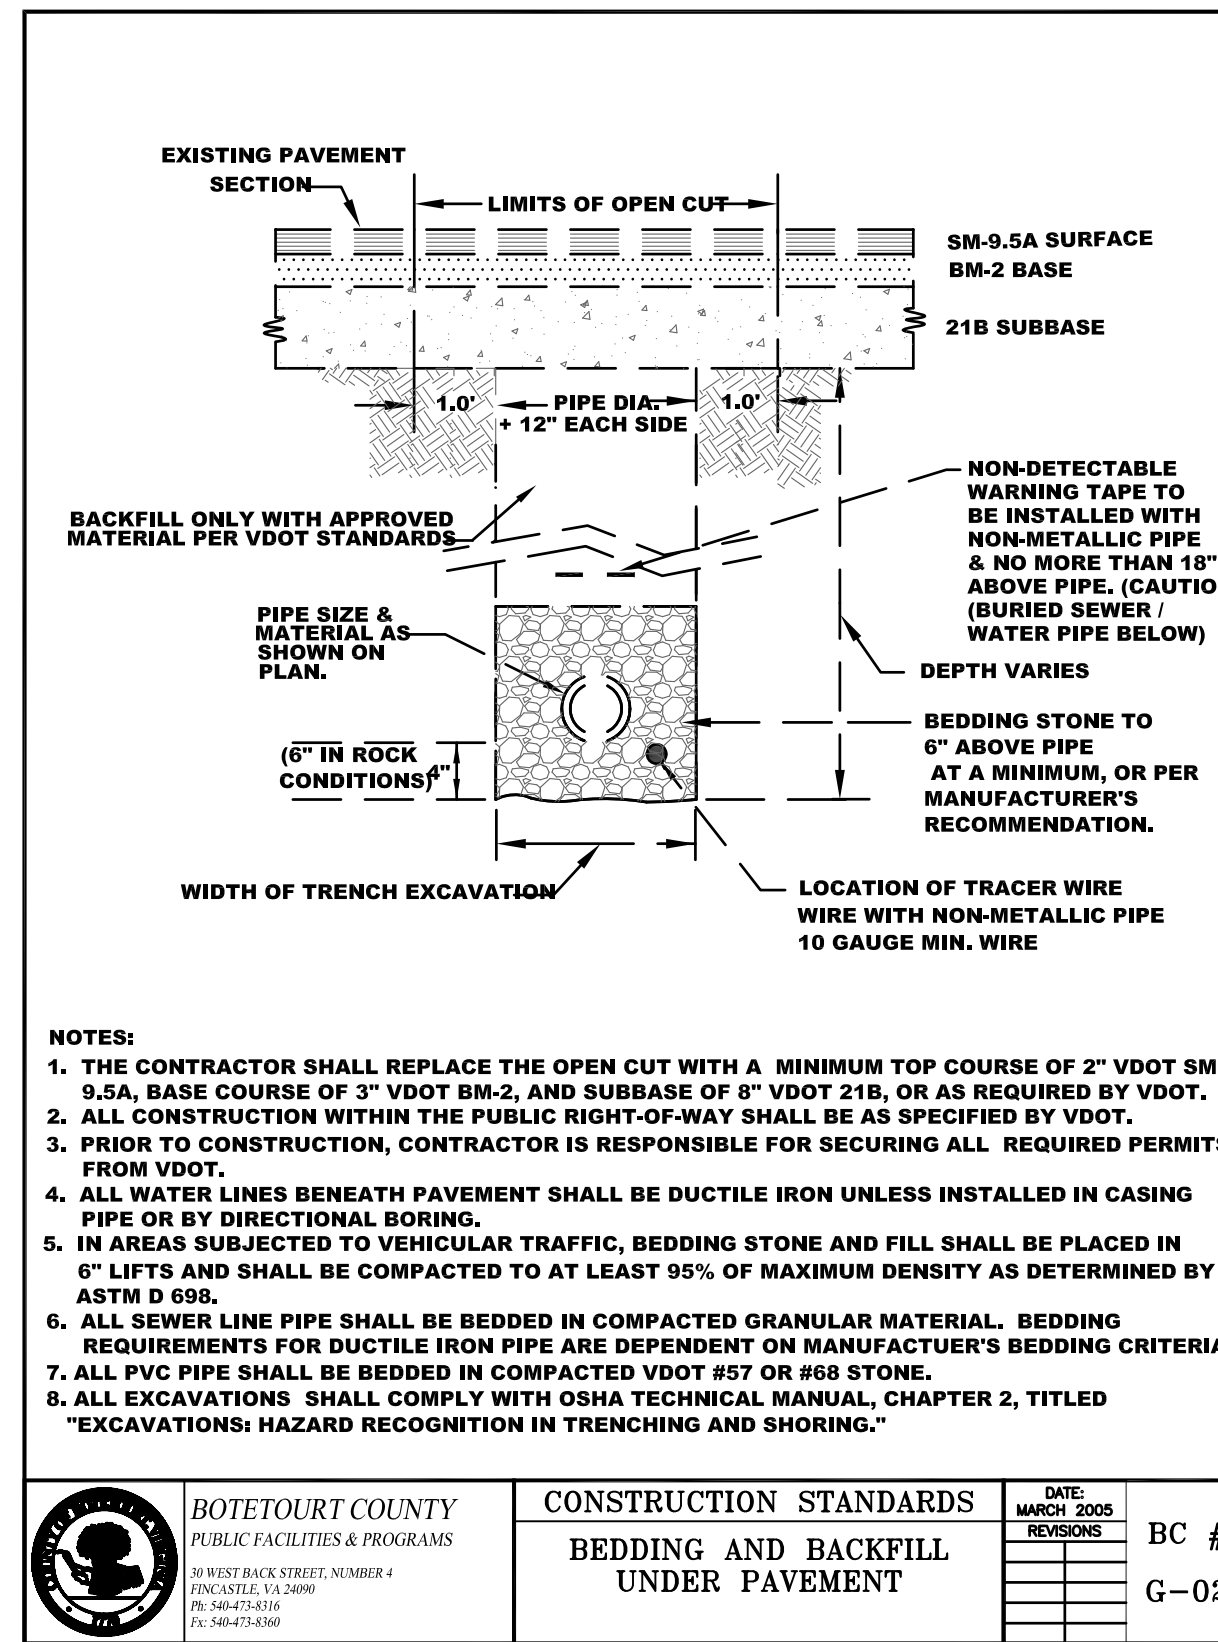 EXISTING PAVEMENT
SECTION
LIMITS OF OPEN CUT
SM-9.5A SURFACE
BM-2 BASE
21B SUBBASE
1.0'
PIPE DIA.
+ 12" EACH SIDE
1.0'
NON-DETECTABLE
WARNING TAPE TO
BE INSTALLED WITH
NON-METALLIC PIPE
& NO MORE THAN 18"
ABOVE PIPE. (CAUTIO
(BURIED SEWER /
WATER PIPE BELOW)
BACKFILL ONLY WITH APPROVED
MATERIAL PER VDOT STANDARDS
PIPE SIZE &
MATERIAL AS
SHOWN ON
PLAN.
DEPTH VARIES
BEDDING STONE TO
6" ABOVE PIPE
AT A MINIMUM, OR PER
MANUFACTURER'S
RECOMMENDATION.
(6" IN ROCK
CONDITIONS)
4"
WIDTH OF TRENCH EXCAVATION
LOCATION OF TRACER WIRE
WIRE WITH NON-METALLIC PIPE
10 GAUGE MIN. WIRE
NOTES:
1. THE CONTRACTOR SHALL REPLACE THE OPEN CUT WITH A MINIMUM TOP COURSE OF 2" VDOT SM
9.5A, BASE COURSE OF 3" VDOT BM-2, AND SUBBASE OF 8" VDOT 21B, OR AS REQUIRED BY VDOT.
2. ALL CONSTRUCTION WITHIN THE PUBLIC RIGHT-OF-WAY SHALL BE AS SPECIFIED BY VDOT.
3. PRIOR TO CONSTRUCTION, CONTRACTOR IS RESPONSIBLE FOR SECURING ALL REQUIRED PERMITS
FROM VDOT.
4. ALL WATER LINES BENEATH PAVEMENT SHALL BE DUCTILE IRON UNLESS INSTALLED IN CASING
PIPE OR BY DIRECTIONAL BORING.
5. IN AREAS SUBJECTED TO VEHICULAR TRAFFIC, BEDDING STONE AND FILL SHALL BE PLACED IN
6" LIFTS AND SHALL BE COMPACTED TO AT LEAST 95% OF MAXIMUM DENSITY AS DETERMINED BY
ASTM D 698.
6. ALL SEWER LINE PIPE SHALL BE BEDDED IN COMPACTED GRANULAR MATERIAL. BEDDING
REQUIREMENTS FOR DUCTILE IRON PIPE ARE DEPENDENT ON MANUFACTUER'S BEDDING CRITERIA
7. ALL PVC PIPE SHALL BE BEDDED IN COMPACTED VDOT #57 OR #68 STONE.
8. ALL EXCAVATIONS SHALL COMPLY WITH OSHA TECHNICAL MANUAL, CHAPTER 2, TITLED
"EXCAVATIONS: HAZARD RECOGNITION IN TRENCHING AND SHORING."
BOTETOURT COUNTY
PUBLIC FACILITIES & PROGRAMS
30 WEST BACK STREET, NUMBER 4
FINCASTLE, VA 24090
Ph: 540-473-8316
Fx: 540-473-8360
CONSTRUCTION STANDARDS
BEDDING AND BACKFILL
UNDER PAVEMENT
DATE:
MARCH 2005
REVISIONS
BC #
G-02